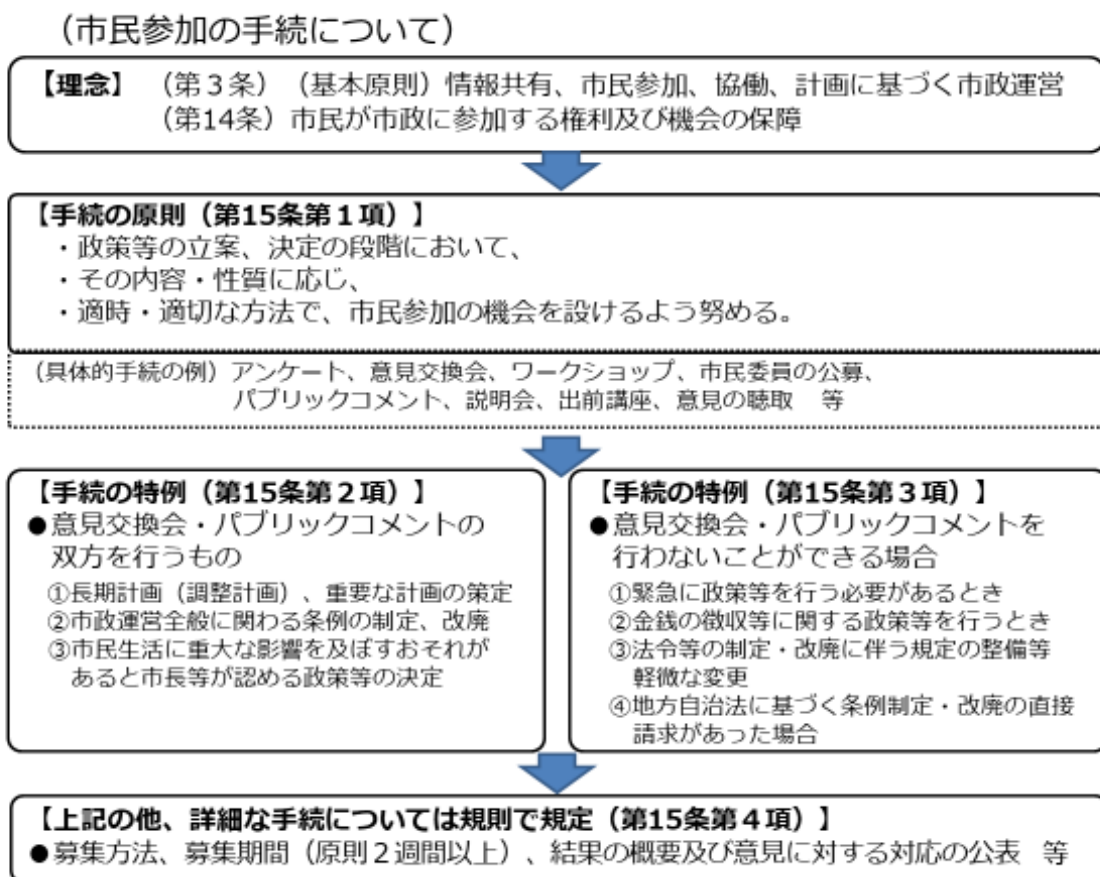 （市民参加の手続について）
【理念】 （第３条）（基本原則）情報共有、市民参加、協働、計画に基づく市政運営
（第14条）市民が市政に参加する権利及び機会の保障
【手続の原則（第15条第１項）】
・政策等の立案、決定の段階において、
・その内容・性質に応じ、
・適時・適切な方法で、市民参加の機会を設けるよう努める。
（具体的手続の例）アンケート、意見交換会、ワークショップ、市民委員の公募、
パブリックコメント、説明会、出前講座、意見の聴取　等
【手続の特例（第15条第２項）】
●意見交換会・パブリックコメントの
双方を行うもの
①長期計画（調整計画）、重要な計画の策定
②市政運営全般に関わる条例の制定、改廃
③市民生活に重大な影響を及ぼすおそれが
あると市長等が認める政策等の決定
【手続の特例（第15条第３項）】
●意見交換会・パブリックコメントを
行わないことができる場合
①緊急に政策等を行う必要があるとき
②金銭の徴収等に関する政策等を行うとき
③法令等の制定・改廃に伴う規定の整備等
軽微な変更
④地方自治法に基づく条例制定・改廃の直接
請求があった場合
【上記の他、詳細な手続については規則で規定（第15条第４項）】
●募集方法、募集期間（原則２週間以上）、結果の概要及び意見に対する対応の公表　等